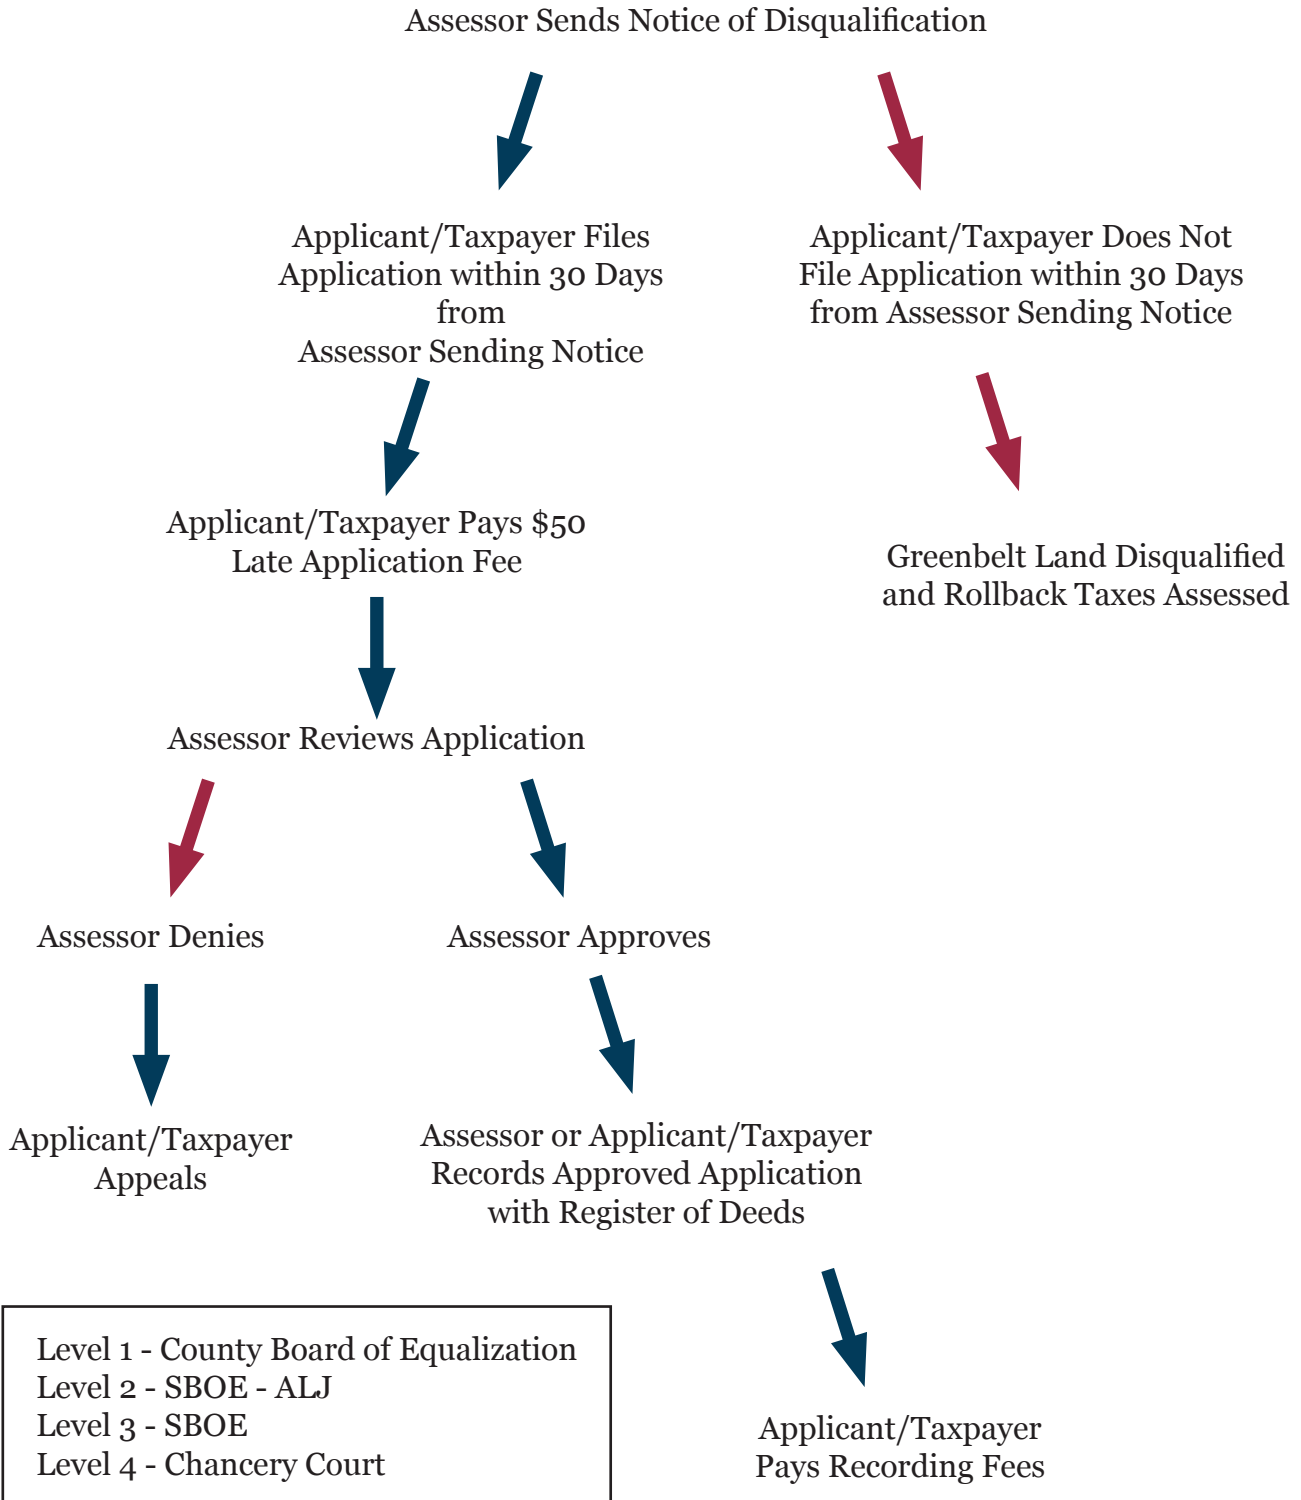 Assessor Sends Notice of Disqualification
Applicant/Taxpayer Files
Application within 30 Days
from
Assessor Sending Notice
Applicant/Taxpayer Does Not
File Application within 30 Days
from Assessor Sending Notice
Applicant/Taxpayer Pays $50
Late Application Fee
Greenbelt Land Disqualified
and Rollback Taxes Assessed
Assessor Reviews Application
Assessor Denies
Assessor Approves
Applicant/Taxpayer
Appeals
Assessor or Applicant/Taxpayer
Records Approved Application
with Register of Deeds
Level 1 - County Board of Equalization
Level 2 - SBOE - ALJ
Level 3 - SBOE
Level 4 - Chancery Court
Applicant/Taxpayer
Pays Recording Fees